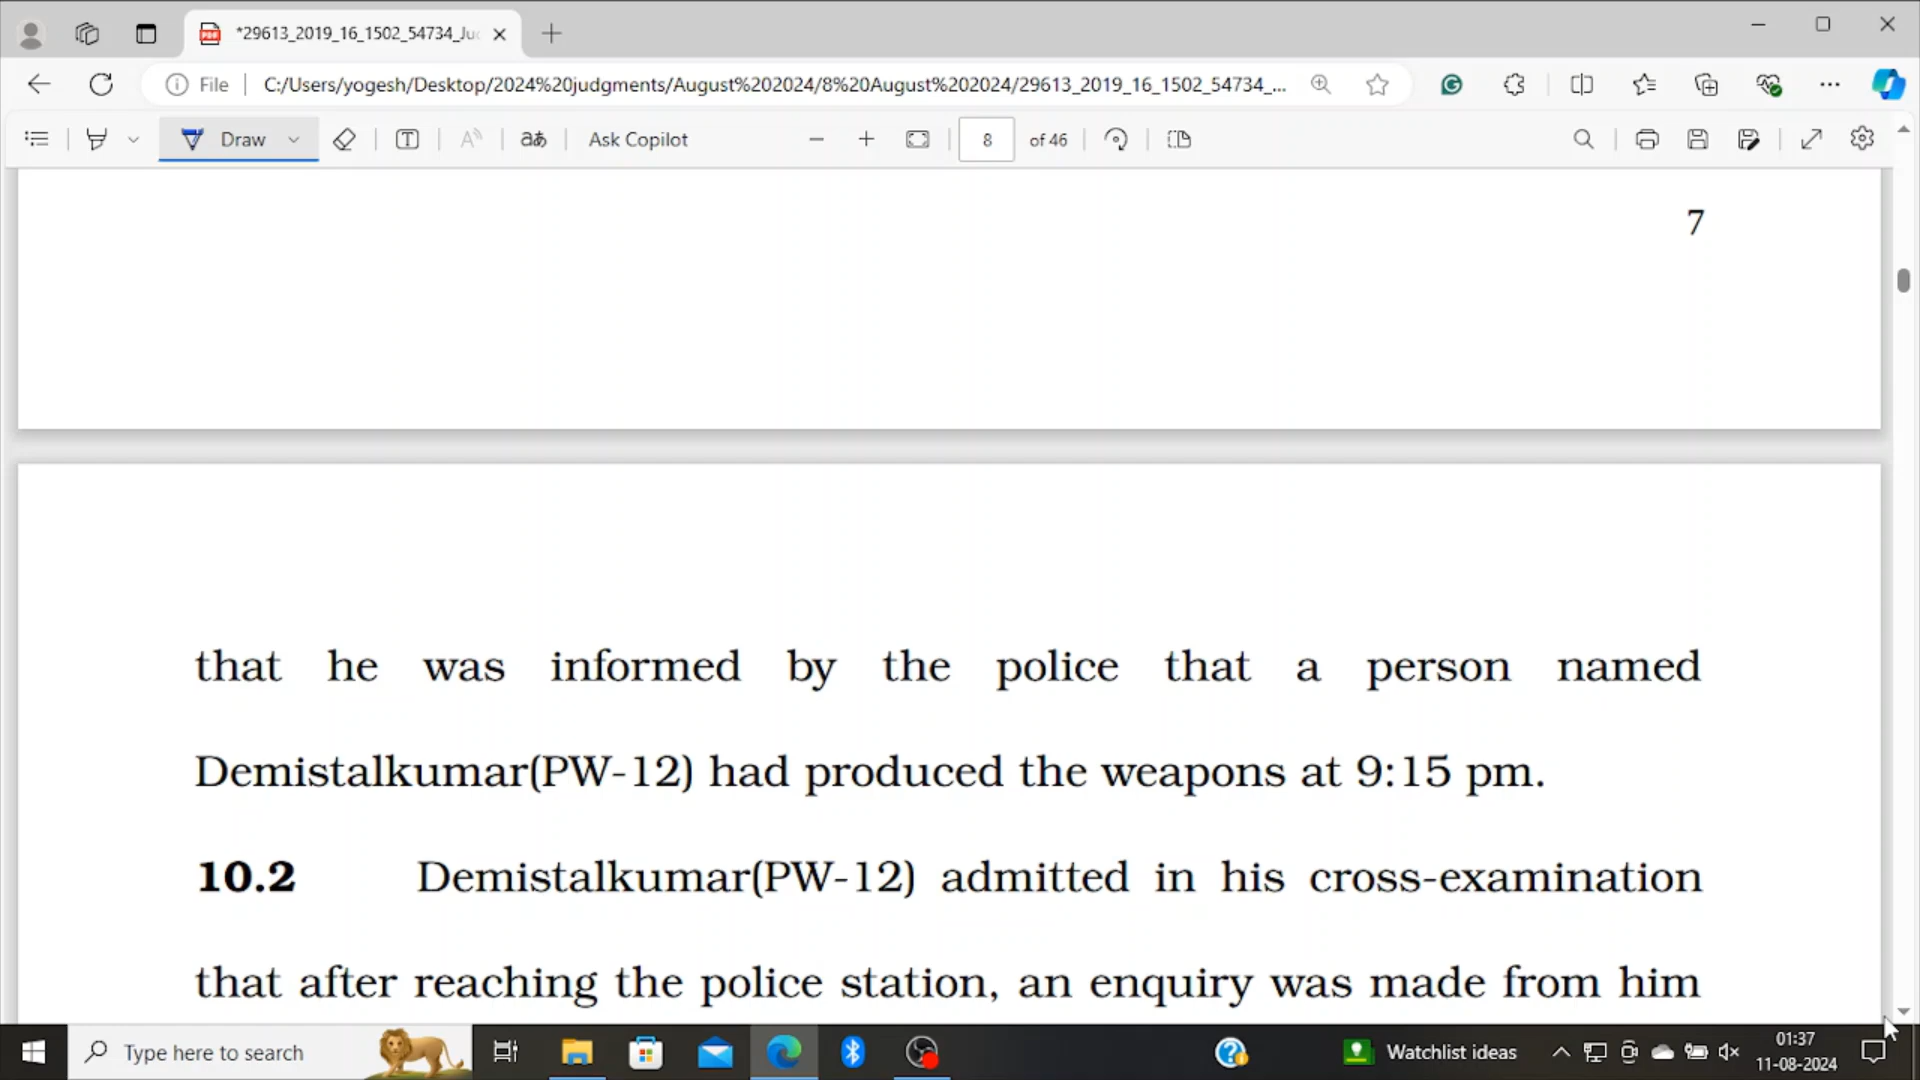 *29613_2019_16_1502_54734_Ju
File
C:/Users/yogesh/Desktop/2024%20judgments/August%202024/8%20August%202024/29613_2019_16_1502_54734_...
Draw
aあ
Ask Copilot
8
of 46
7
that he was informed by the police that a person named
Demistalkumar(PW-12) had produced the weapons at 9:15 pm.
10.2 Demistalkumar(PW-12) admitted in his cross-examination
that after reaching the police station, an enquiry was made from him
Type here to search
Watchlist ideas
01:37
11-08-2024